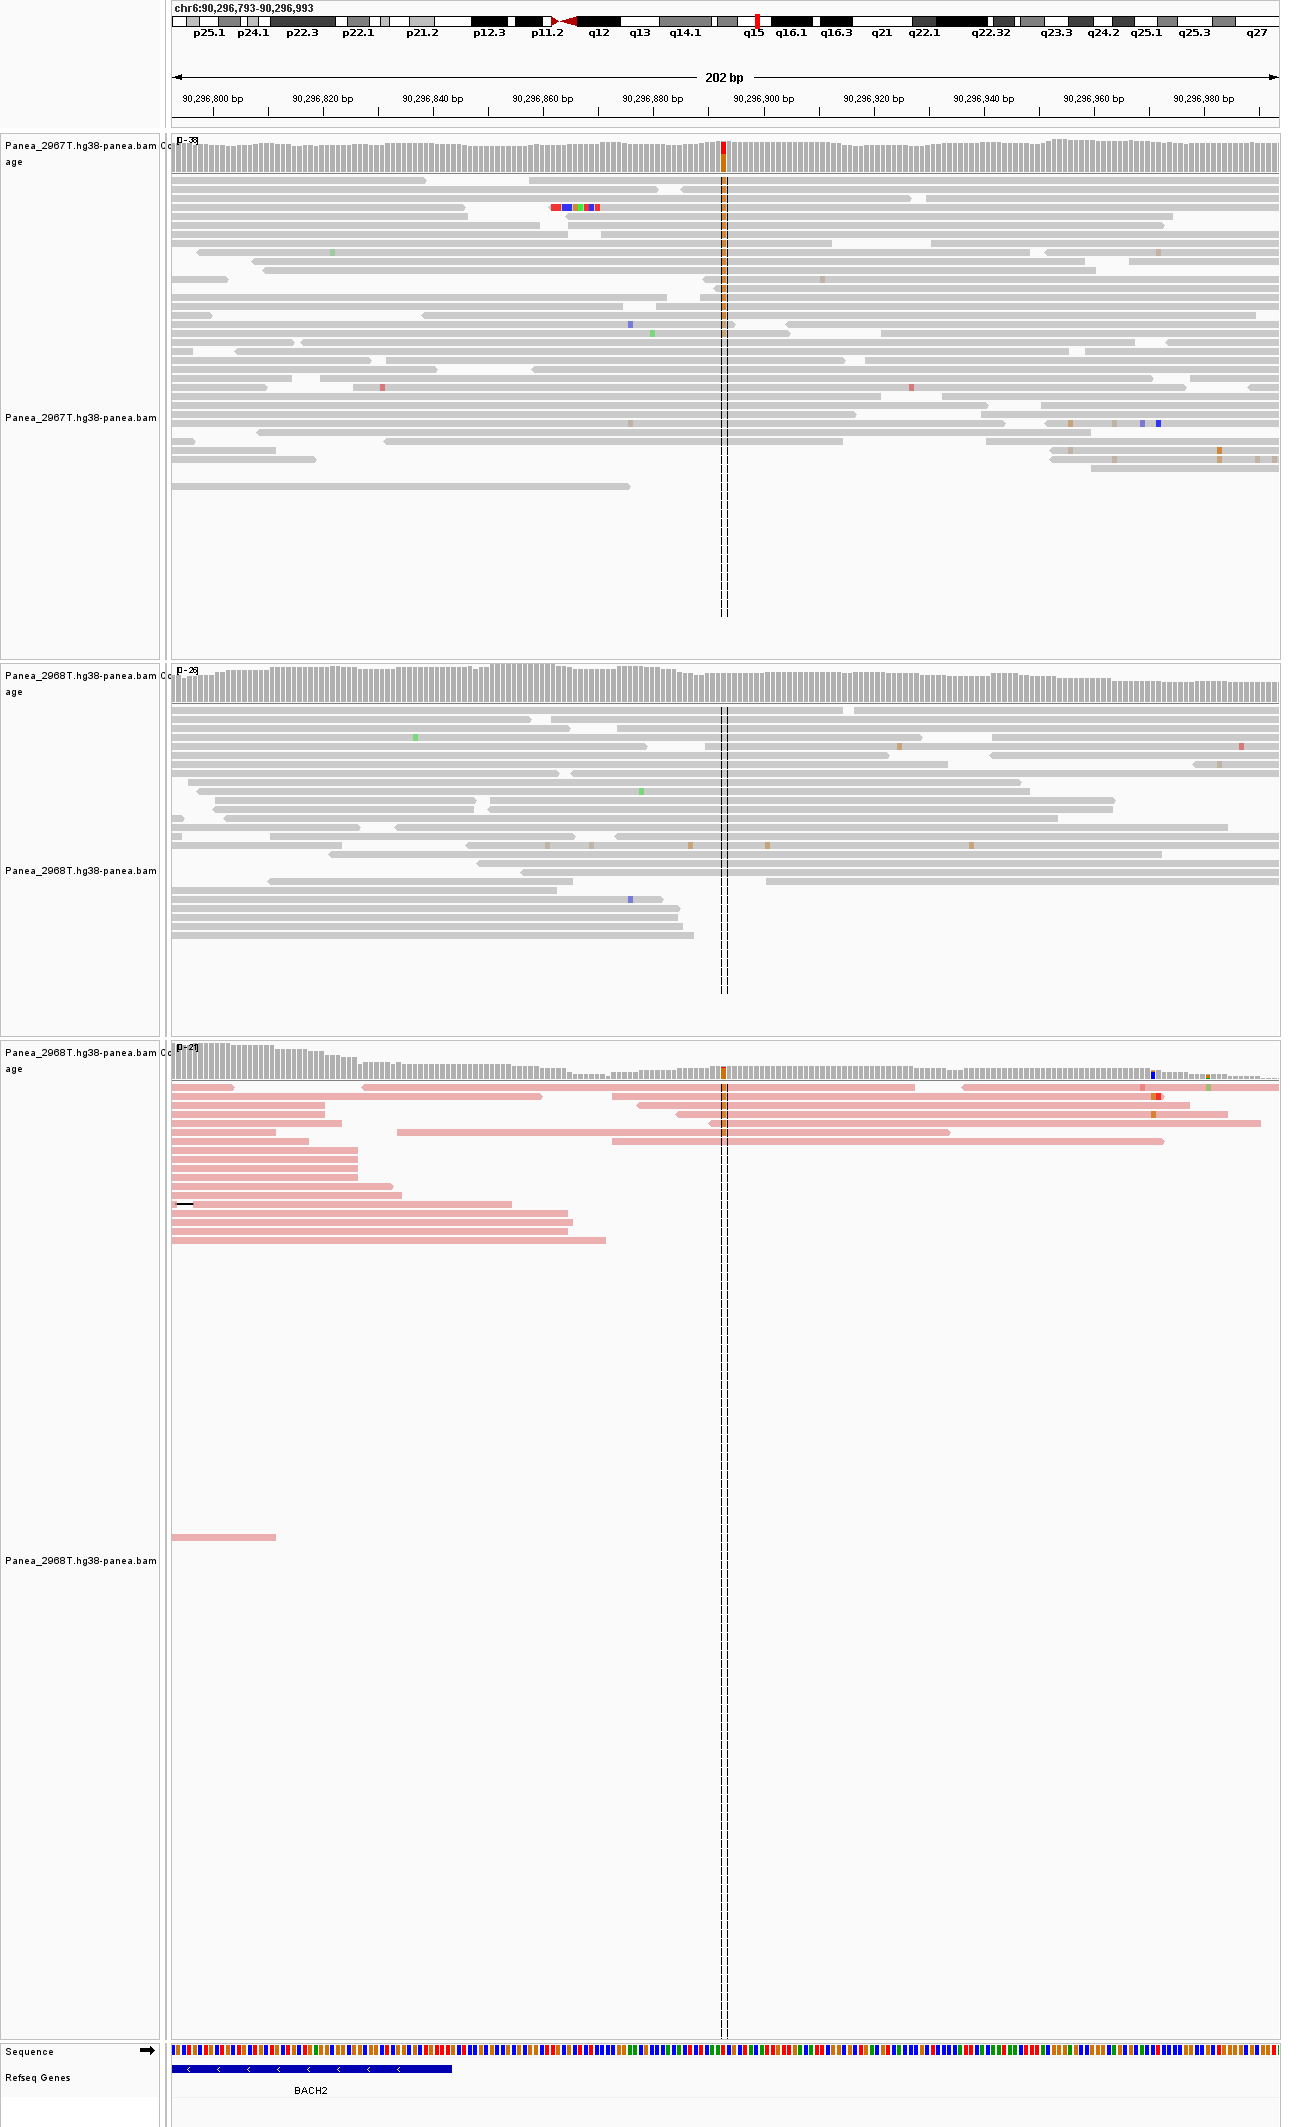 chr6:90,296,793-90,296,993
p25.1 p24.1 p22.3 p22.1 p21.2 p12.3 p11.2 q12 q13 q14.1 q15 q16.1 q16.3 q21 q22.1 q22.32 q23.3 q24.2 q25.1 q25.3 q27
202 bp
90,296,800 bp 90,296,820 bp 90,296,840 bp 90,296,860 bp 90,296,880 bp 90,296,900 bp 90,296,920 bp 90,296,940 bp 90,296,960 bp 90,296,980 bp
Panea_2967T.hg38-panea.bam Co [0 - 38]
age
Panea_2967T.hg38-panea.bam
Panea_2968T.hg38-panea.bam Co [0 - 26]
age
Panea_2968T.hg38-panea.bam
Panea_2968T.hg38-panea.bam Co [0 - 21]
age
Panea_2968T.hg38-panea.bam
Sequence
Refseq Genes
BACH2